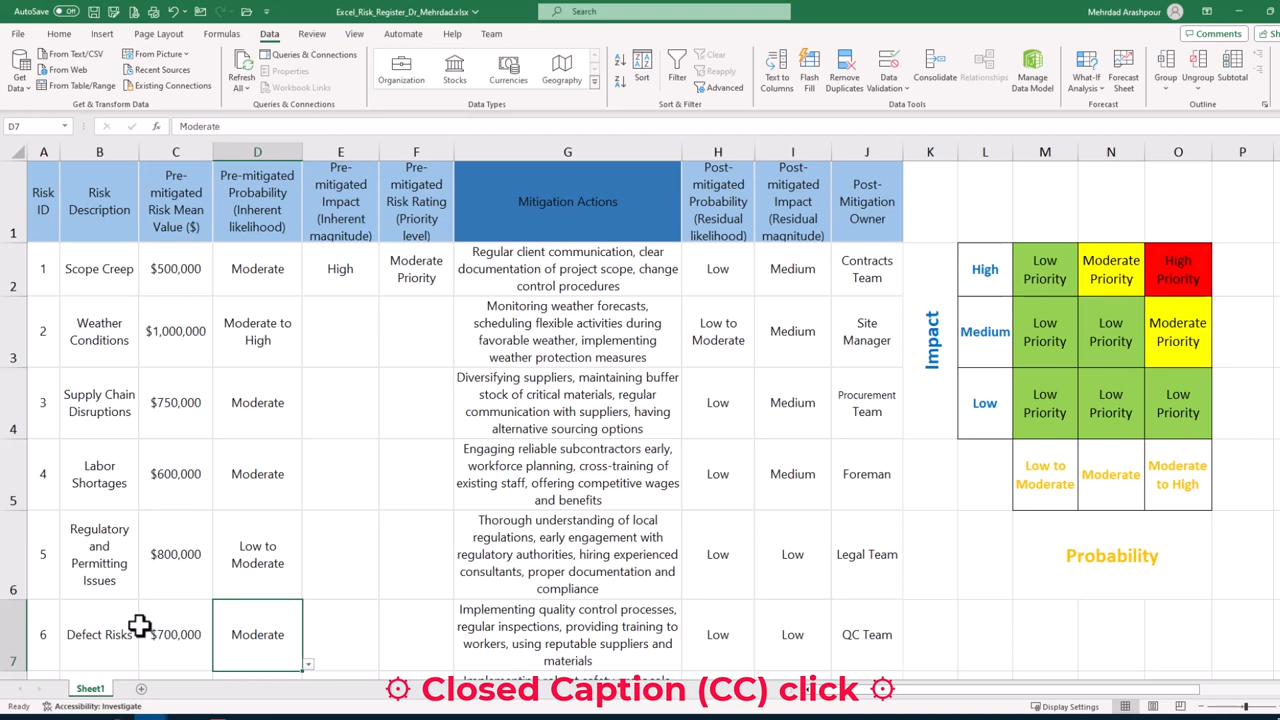 AutoSave Off
Excel_Risk_Register_Dr_Mehrdad.xlsx
Search
Mehrdad Arashpour
File Home Insert Page Layout Formulas Data Review View Automate Help Team
Comments
Get Data
From Text/CSV
From Web
From Table/Range
From Picture
Recent Sources
Existing Connections
Get & Transform Data
Refresh All
Queries & Connections
Properties
Workbook Links
Queries & Connections
Organization Stocks Currencies Geography
Data Types
Sort
Filter
Clear
Reapply
Advanced
Sort & Filter
Text to Columns
Flash Fill
Remove Duplicates
Data Validation
Consolidate
Relationships
Manage Data Model
Data Tools
What-If Analysis
Forecast Sheet
Forecast
Group
Ungroup
Subtotal
Outline
D7
fx
Moderate
A B C D E F G H I J K L M N O P
1
Risk ID
Risk Description
Pre-mitigated Risk Mean Value ($)
Pre-mitigated Probability (Inherent likelihood)
Pre-mitigated Impact (Inherent magnitude)
Pre-mitigated Risk Rating (Priority level)
Mitigation Actions
Post-mitigated Probability (Residual likelihood)
Post-mitigated Impact (Residual magnitude)
Post-Mitigation Owner
2
1
Scope Creep
$500,000
Moderate
High
Moderate Priority
Regular client communication, clear
documentation of project scope, change
control procedures
Low
Medium
Contracts Team
3
2
Weather Conditions
$1,000,000
Moderate to High
Monitoring weather forecasts,
scheduling flexible activities during
favorable weather, implementing
weather protection measures
Low to Moderate
Medium
Site Manager
4
3
Supply Chain Disruptions
$750,000
Moderate
Diversifying suppliers, maintaining buffer
stock of critical materials, regular
communication with suppliers, having
alternative sourcing options
Low
Medium
Procurement Team
5
4
Labor Shortages
$600,000
Moderate
Engaging reliable subcontractors early,
workforce planning, cross-training of
existing staff, offering competitive wages
and benefits
Low
Medium
Foreman
6
5
Regulatory and Permitting Issues
$800,000
Low to Moderate
Thorough understanding of local
regulations, early engagement with
regulatory authorities, hiring experienced
consultants, proper documentation and
compliance
Low
Low
Legal Team
7
6
Defect Risks
$700,000
Moderate
Implementing quality control processes,
regular inspections, providing training to
workers, using reputable suppliers and
materials
Low
Low
QC Team
Impact
High
Low Priority
Moderate Priority
High Priority
Medium
Low Priority
Low Priority
Moderate Priority
Low
Low Priority
Low Priority
Low Priority
Low to Moderate
Moderate
Moderate to High
Probability
Sheet1
Closed Caption (CC) click
Ready
Accessibility: Investigate
Display Settings